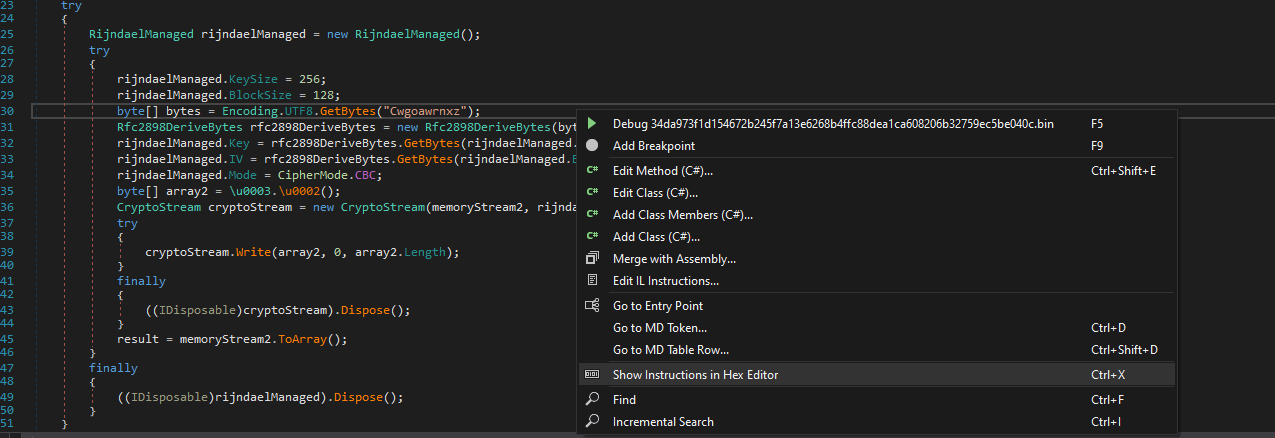 23 try
24 {
25 RijndaelManaged rijndaelManaged = new RijndaelManaged();
26 try
27 {
28 rijndaelManaged.KeySize = 256;
29 rijndaelManaged.BlockSize = 128;
30 byte[] bytes = Encoding.UTF8.GetBytes("Cwgoawrnxz");
31 Rfc2898DeriveBytes rfc2898DeriveBytes = new Rfc2898DeriveBytes(byt
32 rijndaelManaged.Key = rfc2898DeriveBytes.GetBytes(rijndaelManaged.
33 rijndaelManaged.IV = rfc2898DeriveBytes.GetBytes(rijndaelManaged.B
34 rijndaelManaged.Mode = CipherMode.CBC;
35 byte[] array2 = \u0003.\u0002();
36 CryptoStream cryptoStream = new CryptoStream(memoryStream2, rijnda
37 try
38 {
39 cryptoStream.Write(array2, 0, array2.Length);
40 }
41 finally
42 {
43 ((IDisposable)cryptoStream).Dispose();
44 }
45 result = memoryStream2.ToArray();
46 }
47 finally
48 {
49 ((IDisposable)rijndaelManaged).Dispose();
50 }
51 }
Debug 34da973f1d154672b245f7a13e6268b4ffc88dea1ca608206b32759ec5be040c.bin F5
Add Breakpoint F9
C# Edit Method (C#)... Ctrl+Shift+E
C# Edit Class (C#)...
C# Add Class Members (C#)...
C# Add Class (C#)...
Merge with Assembly...
Edit IL Instructions...
Go to Entry Point
Go to MD Token... Ctrl+D
Go to MD Table Row... Ctrl+Shift+D
Show Instructions in Hex Editor Ctrl+X
Find Ctrl+F
Incremental Search Ctrl+I